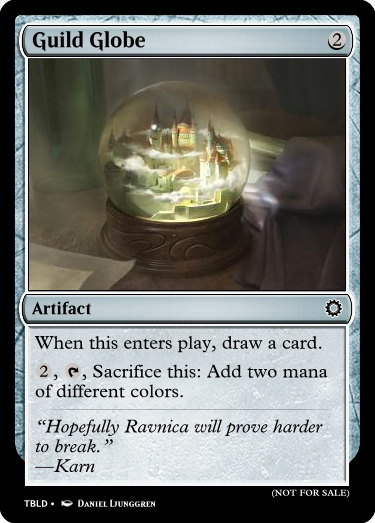 Guild Globe 2
Artifact
When this enters play, draw a card.
2, , Sacrifice this: Add two mana
of different colors.
“Hopefully Ravnica will prove harder
to break.”
—Karn
(NOT FOR SALE)
TBLD • Daniel Ljunggren